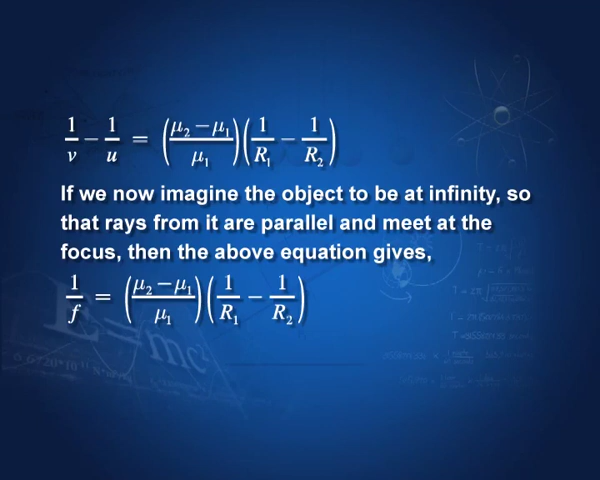 1/v − 1/u = ((μ₂ − μ₁)/μ₁)(1/R₁ − 1/R₂)
If we now imagine the object to be at infinity, so
that rays from it are parallel and meet at the
focus, then the above equation gives,
1/f = ((μ₂ − μ₁)/μ₁)(1/R₁ − 1/R₂)
E=mc²